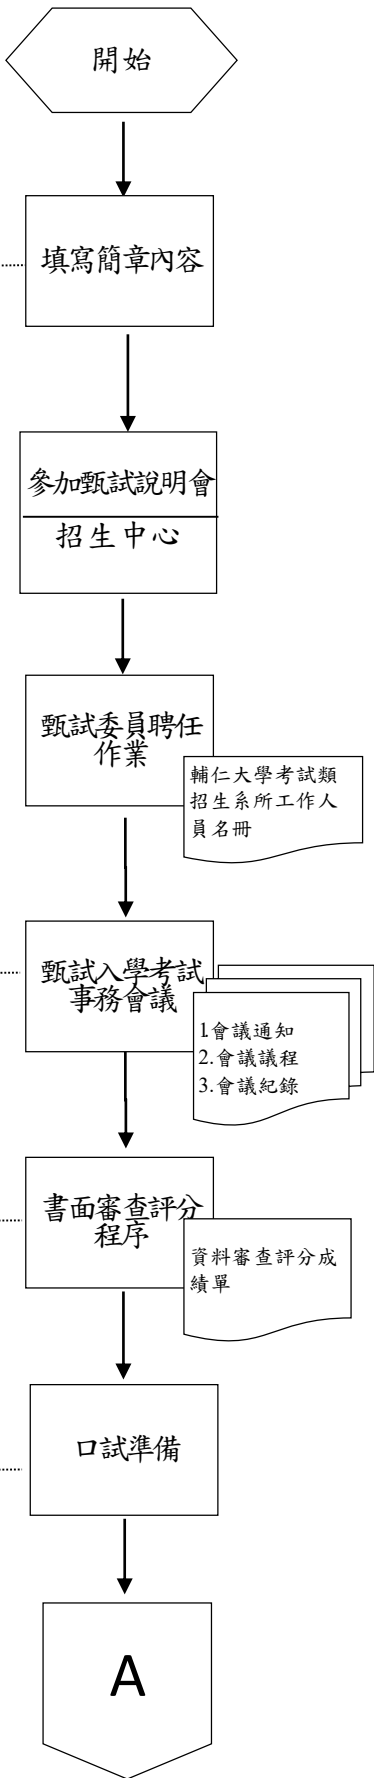 開始
填寫簡章內容
參加甄試說明會
招生中心
甄試委員聘任
作業
輔仁大學考試類
招生系所工作人
員名冊
甄試入學考試
事務會議
1.會議通知
2.會議議程
3.會議紀錄
書面審查評分
程序
資料審查評分成
績單
口試準備
A